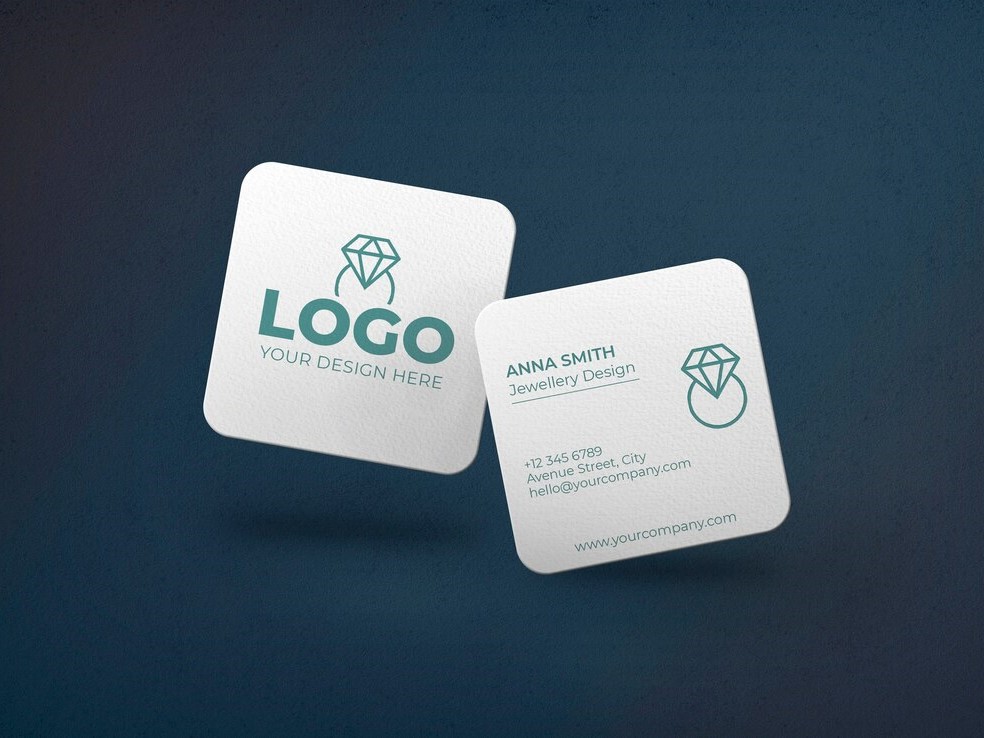 LOGO
YOUR DESIGN HERE
ANNA SMITH
Jewellery Design
+12 345 6789
Avenue Street, City
hello@yourcompany.com
www.yourcompany.com